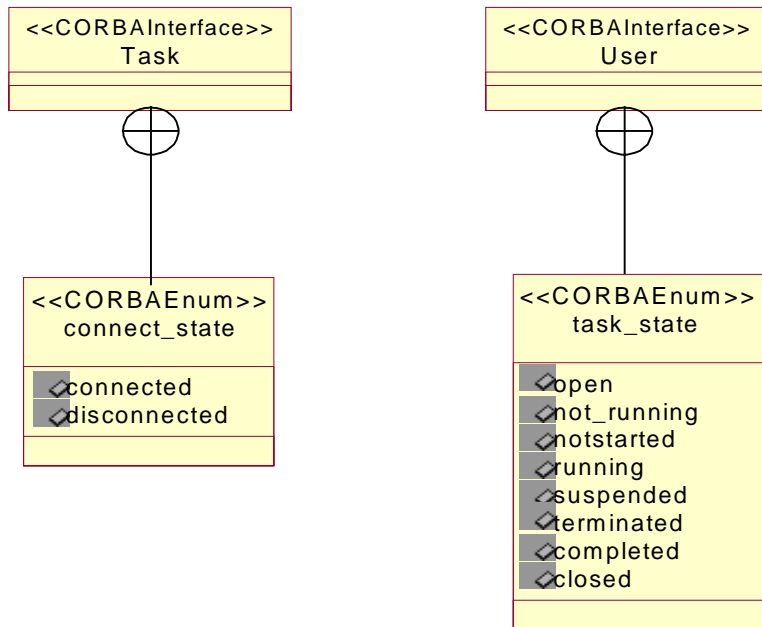 <<CORBAInterface>>
Task
<<CORBAEnum>>
connect_state
connected
disconnected
<<CORBAInterface>>
User
<<CORBAEnum>>
task_state
open
not_running
notstarted
running
suspended
terminated
completed
closed